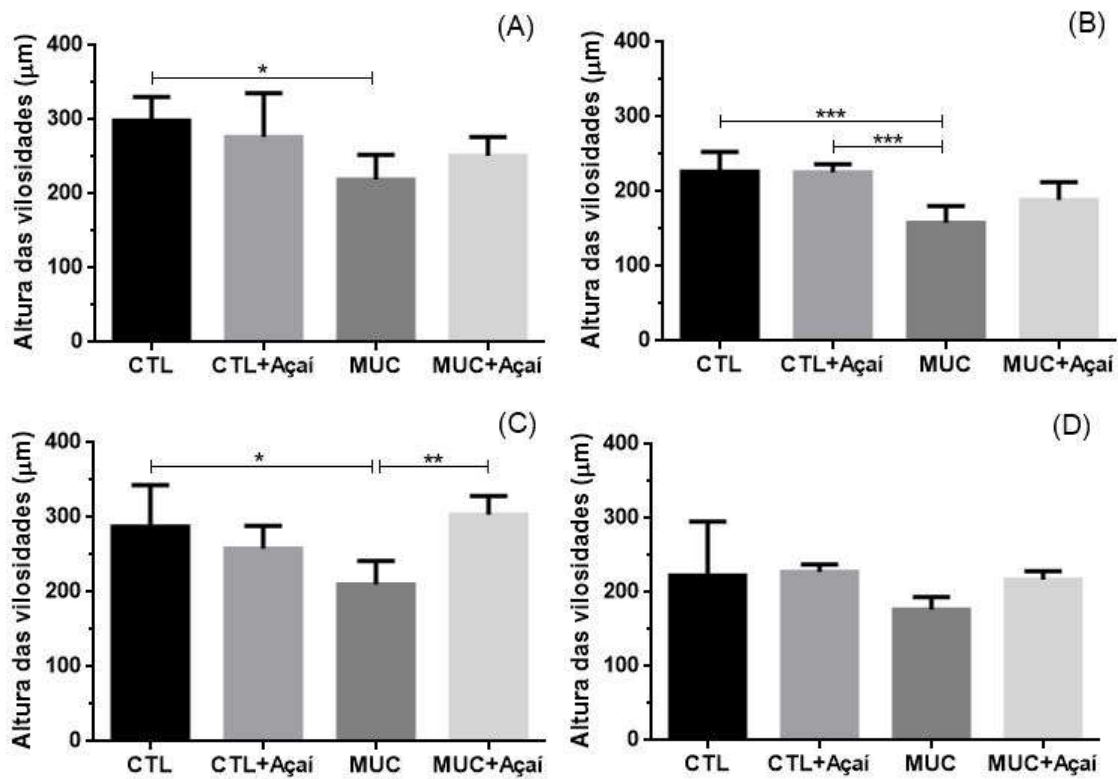 (A)
Altura das vilosidades (µm)
400
300
200
100
0
*
CTL CTL+Açaí MUC MUC+Açaí
(B)
Altura das vilosidades (µm)
400
300
200
100
0
***
***
CTL CTL+Açaí MUC MUC+Açaí
(C)
Altura das vilosidades (µm)
400
300
200
100
0
* **
CTL CTL+Açaí MUC MUC+Açaí
(D)
Altura das vilosidades (µm)
400
300
200
100
0
CTL CTL+Açaí MUC MUC+Açaí